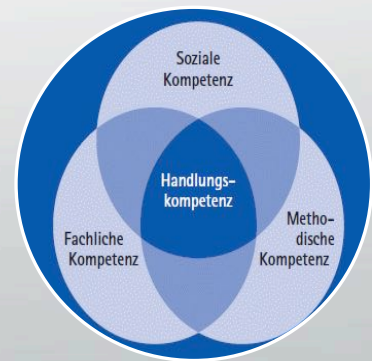 Soziale
Kompetenz
Handlungs-
kompetenz
Fachliche
Kompetenz
Metho-
dische
Kompetenz